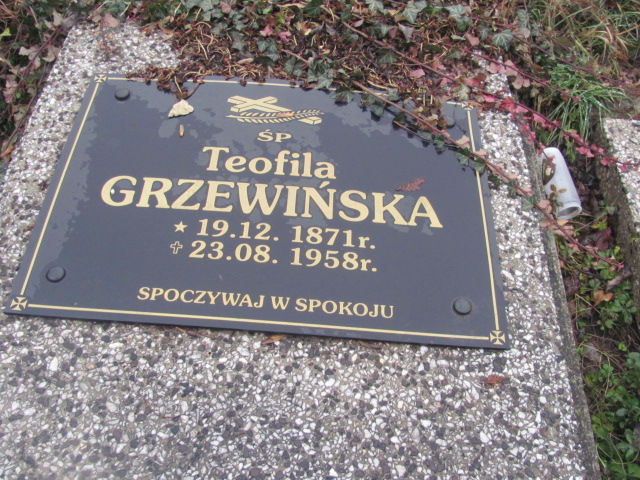 ŚP
Teofila
GRZEWIŃSKA
★ 19.12. 1871r.
✝ 23.08. 1958r.
SPOCZYWAJ W SPOKOJU